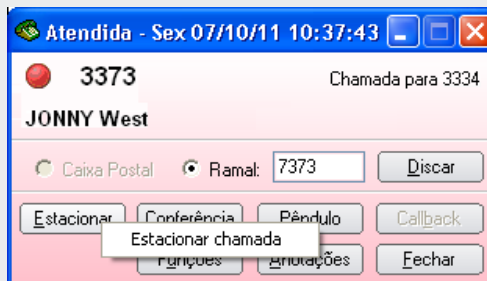 Atendida - Sex 07/10/11 10:37:43
3373
Chamada para 3334
JONNY West
Caixa Postal
Ramal:
7373
Discar
Estacionar
Conferência
Pêndulo
Callback
Estacionar chamada
Funções
Anotações
Fechar